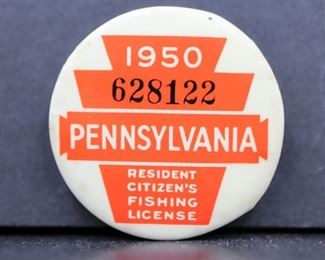 1950
628122
PENNSYLVANIA
RESIDENT
CITIZEN'S
FISHING
LICENSE